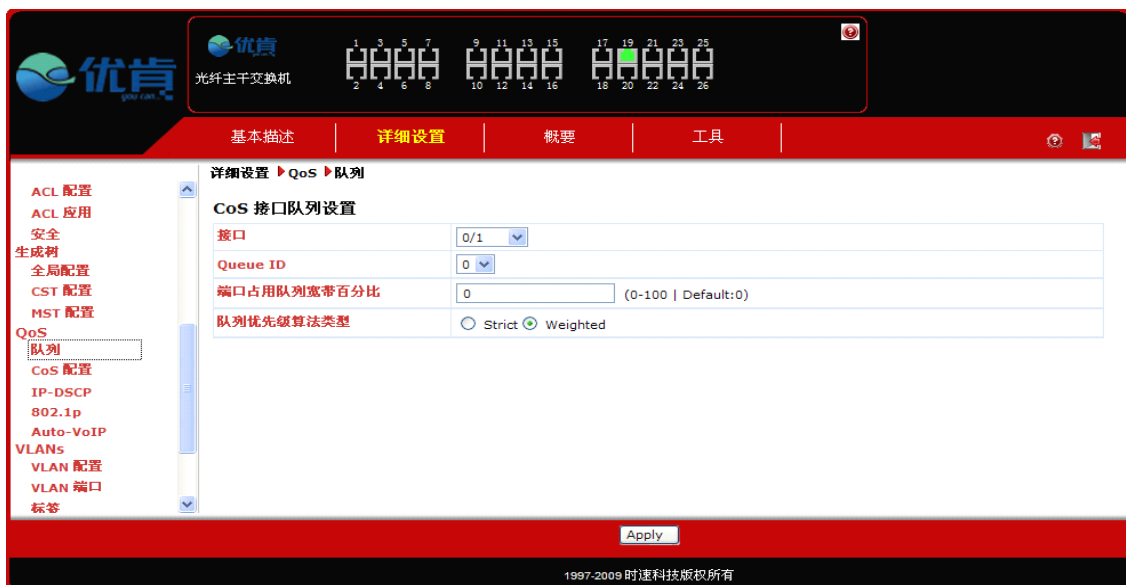 优肯
you can..
优肯
光纤主干交换机
1 3 5 7 9 11 13 15 17 19 21 23 25
2 4 6 8 10 12 14 16 18 20 22 24 26
基本描述 详细设置 概要 工具
ACL 配置
ACL 应用
安全
生成树
全局配置
CST 配置
MST 配置
QoS
队列
CoS 配置
IP-DSCP
802.1p
Auto-VoIP
VLANs
VLAN 配置
VLAN 端口
标签
详细设置 QoS 队列
CoS 接口队列设置
接口 0/1
Queue ID 0
端口占用队列宽带百分比 0 (0-100 | Default:0)
队列优先级算法类型 Strict Weighted
Apply
1997-2009 时速科技版权所有